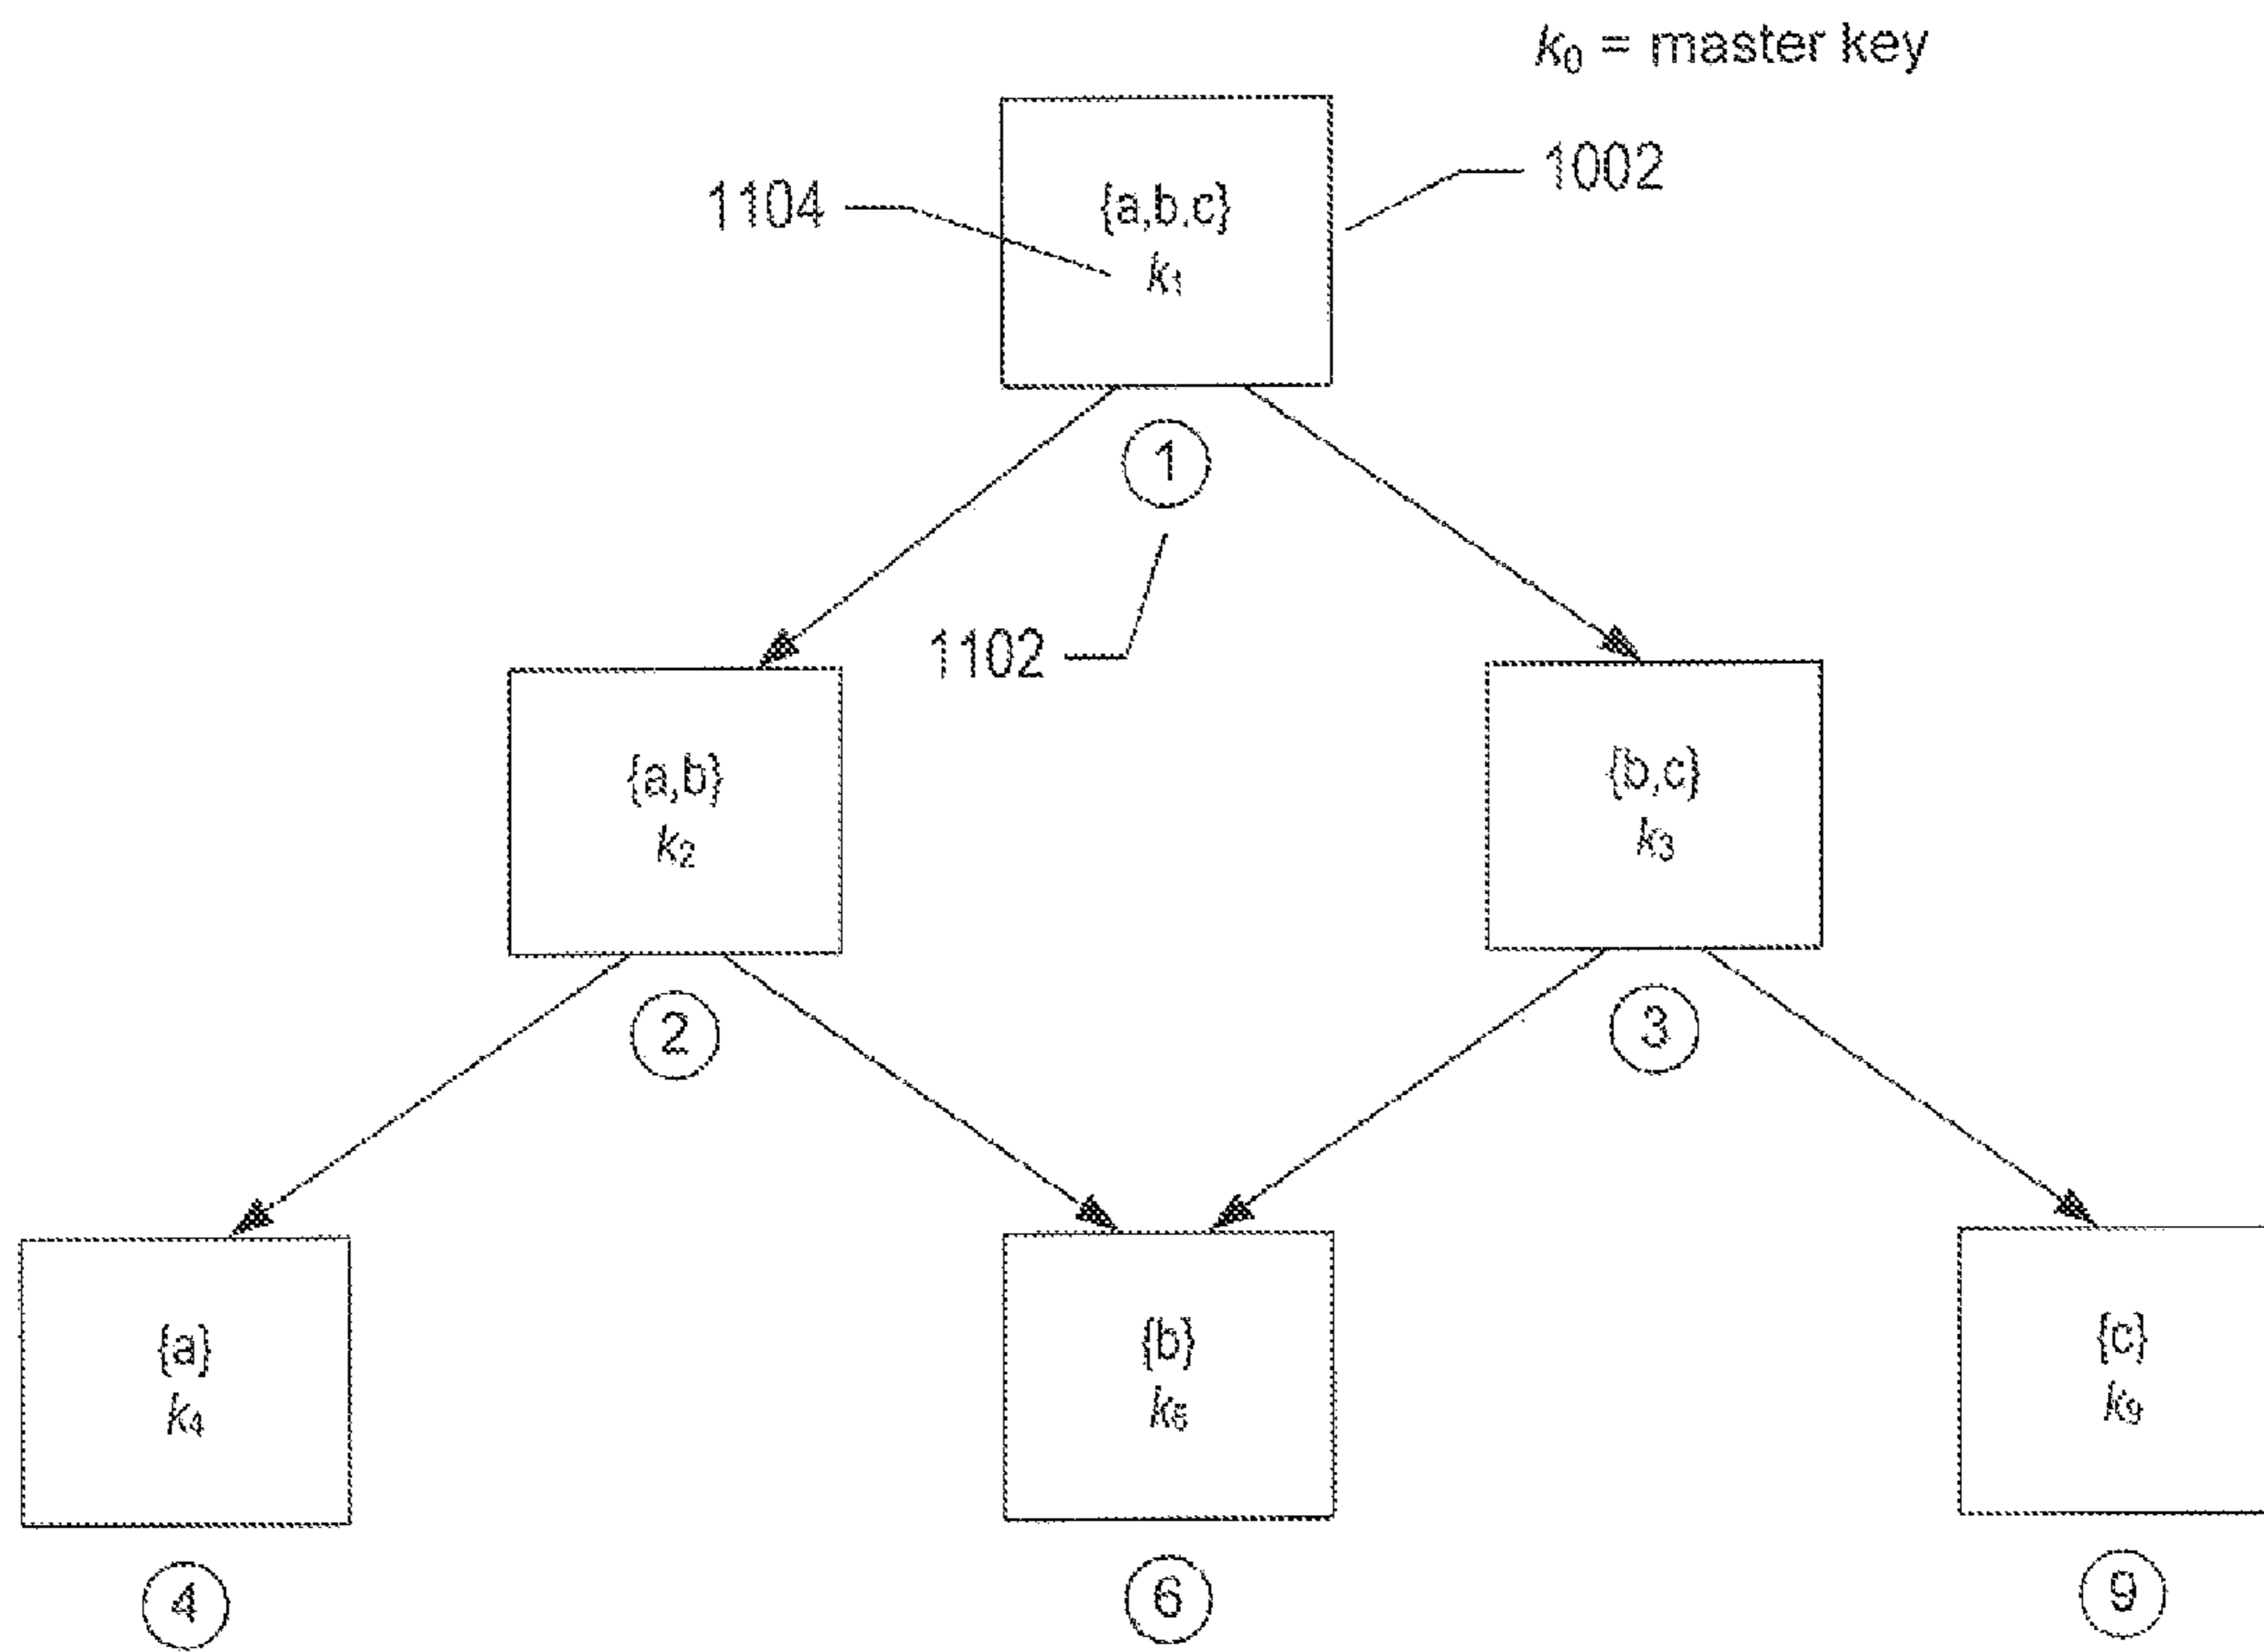 k₀ = master key
1002
1104
{a,b,c}
k₁
1
1102
{a,b}
k₂
{b,c}
k₃
2
3
{a}
k₄
{b}
k₆
{c}
k₉
4
6
9